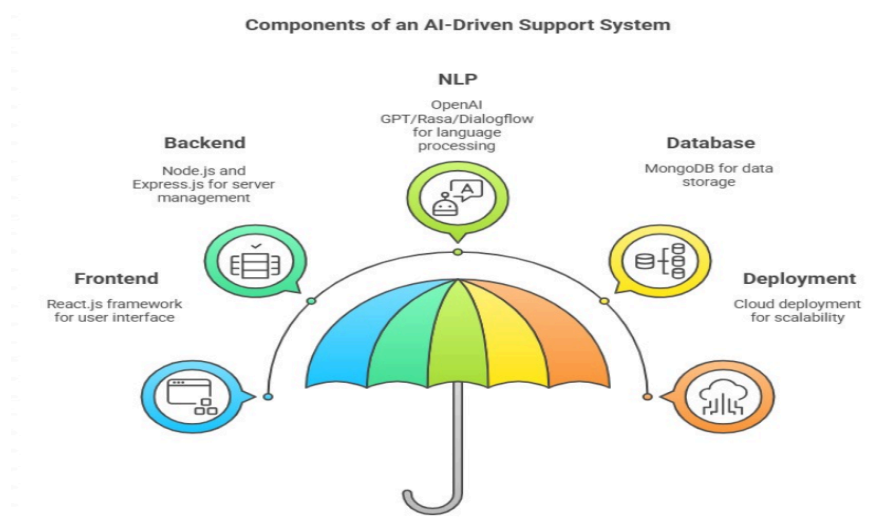 Components of an AI-Driven Support System
NLP
OpenAI
GPT/Rasa/Dialogflow
for language
processing
Backend
Node.js and
Express.js for server
management
Database
MongoDB for data
storage
Frontend
React.js framework
for user interface
Deployment
Cloud deployment
for scalability
A